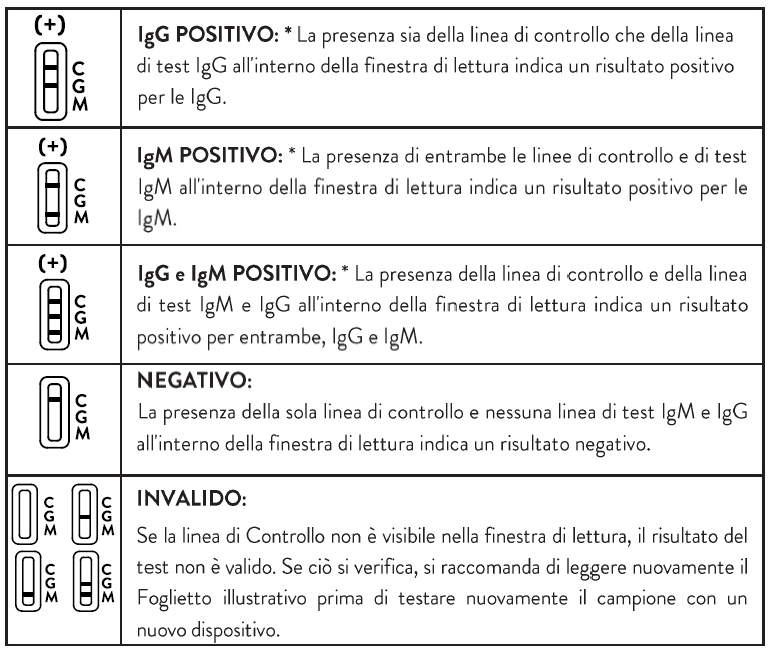 (+)
C
G
M
IgG POSITIVO: * La presenza sia della linea di controllo che della linea
di test IgG all'interno della finestra di lettura indica un risultato positivo
per le IgG.
(+)
C
G
M
IgM POSITIVO: * La presenza di entrambe le linee di controllo e di test
IgM all'interno della finestra di lettura indica un risultato positivo per le
IgM.
(+)
C
G
M
IgG e IgM POSITIVO: * La presenza della linea di controllo e della linea
di test IgM e IgG all'interno della finestra di lettura indica un risultato
positivo per entrambe, IgG e IgM.
C
G
M
NEGATIVO:
La presenza della sola linea di controllo e nessuna linea di test IgM e IgG
all'interno della finestra di lettura indica un risultato negativo.
C
G
M
C
G
M
C
G
M
C
G
M
INVALIDO:
Se la linea di Controllo non è visibile nella finestra di lettura, il risultato del
test non è valido. Se ciò si verifica, si raccomanda di leggere nuovamente il
Foglietto illustrativo prima di testare nuovamente il campione con un
nuovo dispositivo.